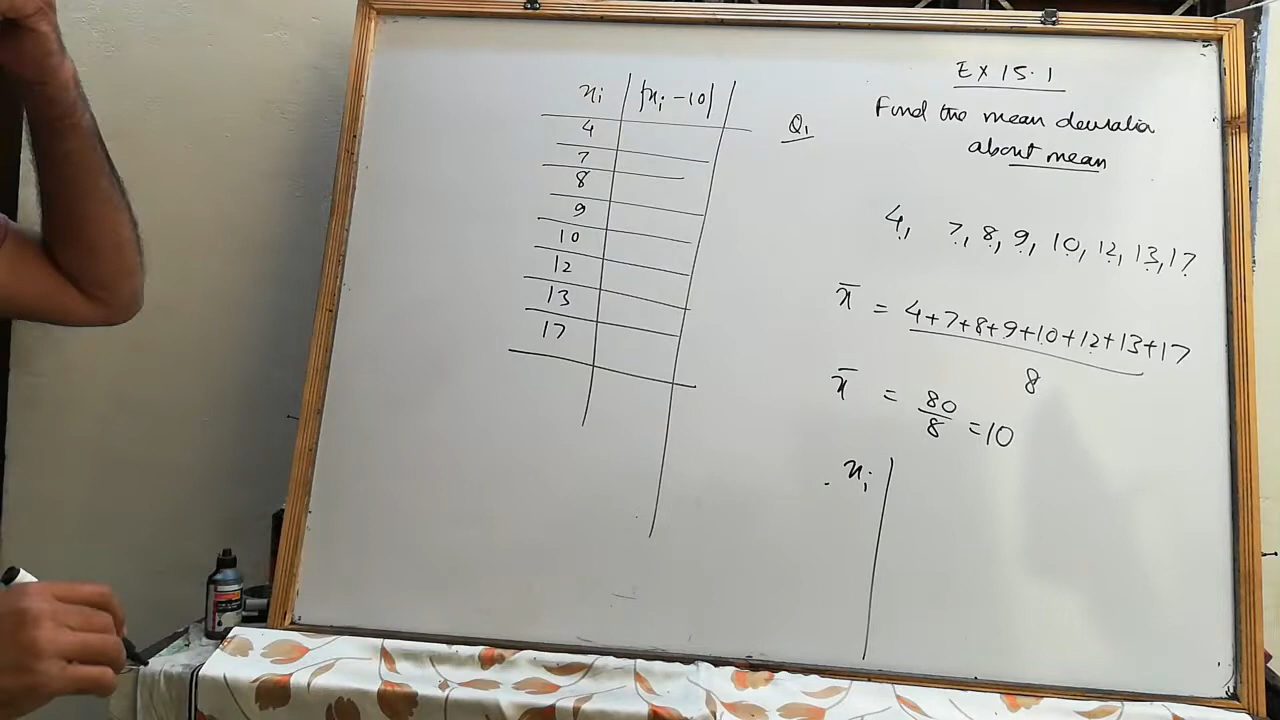 xi |xi - 10|
4
7
8
9
10
12
13
17
Ex 15.1
Q1 Find the mean deviation
about mean
4, 7, 8, 9, 10, 12, 13, 17
x̄ = 4+7+8+9+10+12+13+17
8
x̄ = 80/8 = 10
xi